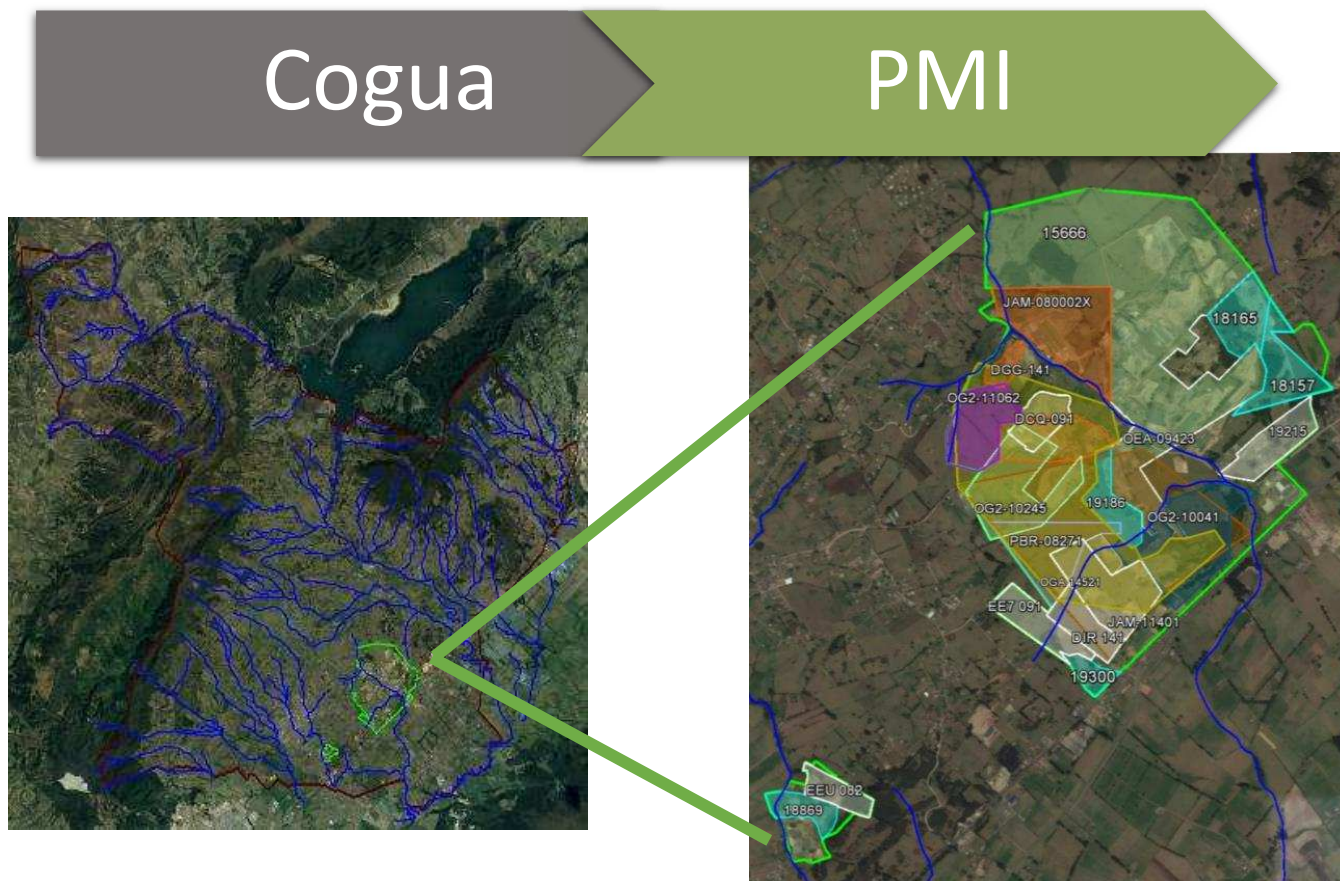 Cogua
PMI
15666
JAM-080002X
18165
DGG-141
18157
OG2-11062
DCQ-091
19215
OEA-09423
19186
OG2-10245
OG2-10041
PBR-08271
OGA-14521
EE7 091
JAM-11401
DIR 141
19300
EEU 082
18869